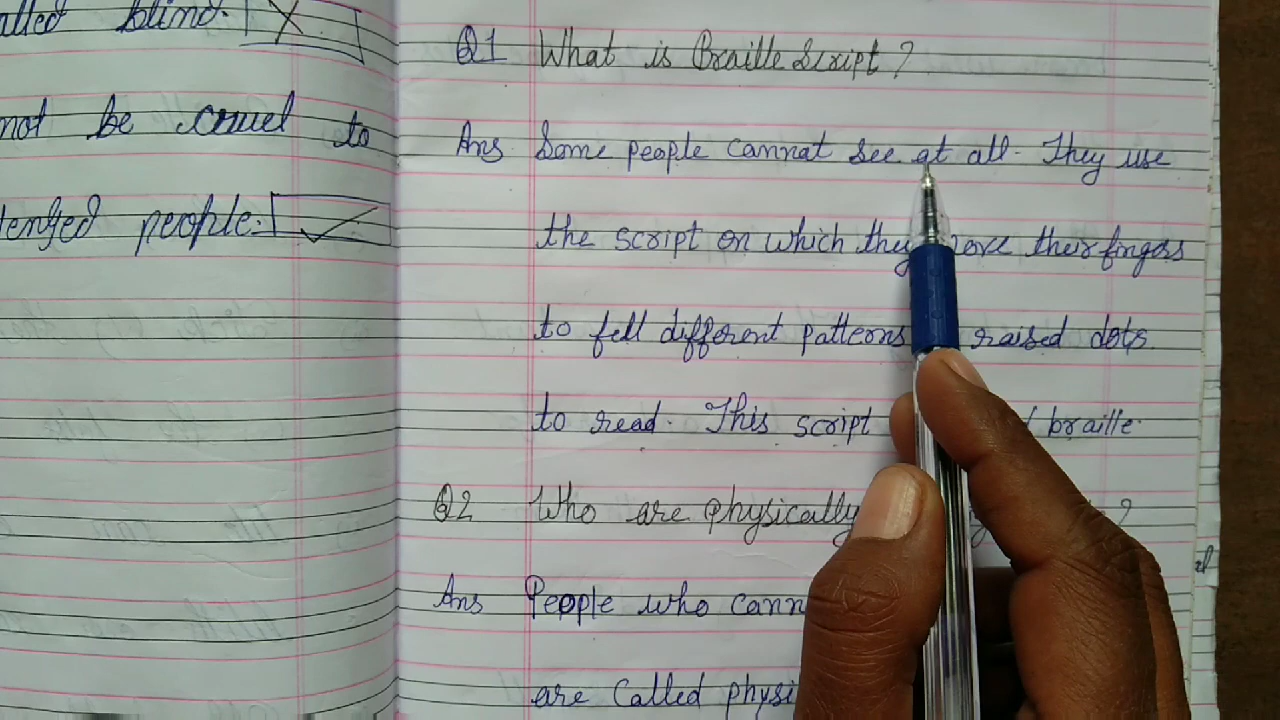 alled blind.
not be cruel to
lenged people.
Q1 What is Braille Script?
Ans Some people cannat see at all. They use
the script on which they move their fingers
to fell different patterns raised dots
to read. This script braille.
Q2 Who are physically ?
Ans People who cann
are Called physi